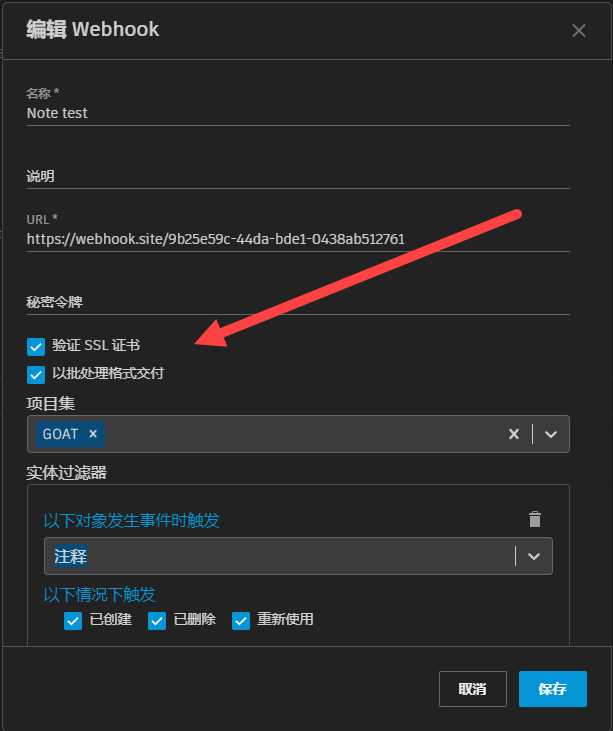 编辑 Webhook
名称 *
Note test
说明
URL *
https://webhook.site/9b25e59c-44da-bde1-0438ab512761
秘密令牌
验证 SSL 证书
以批处理格式交付
项目集
GOAT
实体过滤器
以下对象发生事件时触发
注释
以下情况下触发
已创建 已删除 重新使用
取消 保存